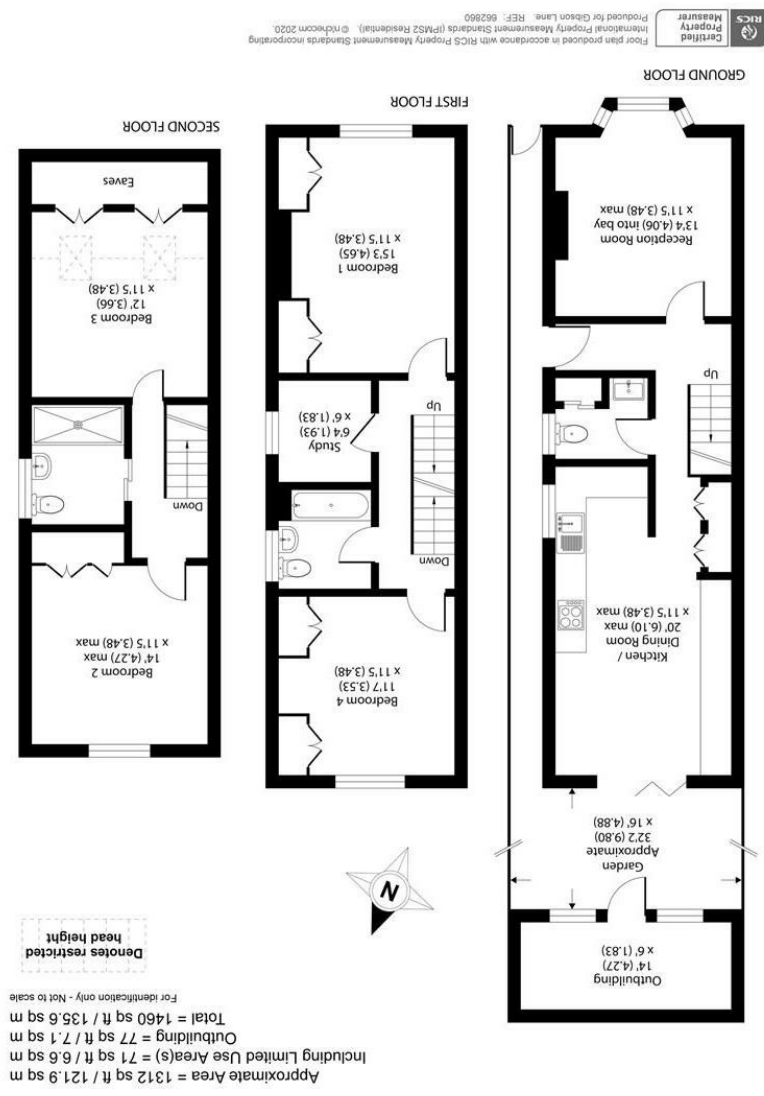 Approximate Area = 1312 sq ft / 121.9 sq m
Including Limited Use Area(s) = 71 sq ft / 6.6 sq m
Outbuilding = 77 sq ft / 7.1 sq m
Total = 1460 sq ft / 135.6 sq m
For identification only - Not to scale
Denotes restricted
head height
N
Outbuilding
14' (4.27)
x 6' (1.83)
Garden
Approximate
32'2 (9.80)
x 16' (4.88)
Kitchen /
Dining Room
20' (6.10) max
x 11'5 (3.48) max
Up
Reception Room
13'4 (4.06) into bay
x 11'5 (3.48) max
GROUND FLOOR
Bedroom 4
11'7 (3.53)
x 11'5 (3.48)
Down
Up
Study
6'4 (1.93)
x 6' (1.83)
Bedroom 1
15'3 (4.65)
x 11'5 (3.48)
FIRST FLOOR
Bedroom 2
14' (4.27) max
x 11'5 (3.48) max
Down
Bedroom 3
12' (3.66)
x 11'5 (3.48)
Eaves
SECOND FLOOR
RICS
Certified
Property
Measurer
Floor plan produced in accordance with RICS Property Measurement Standards incorporating
International Property Measurement Standards (IPMS2 Residential). © nichecom 2020.
Produced for Gibson Lane. REF: 662860